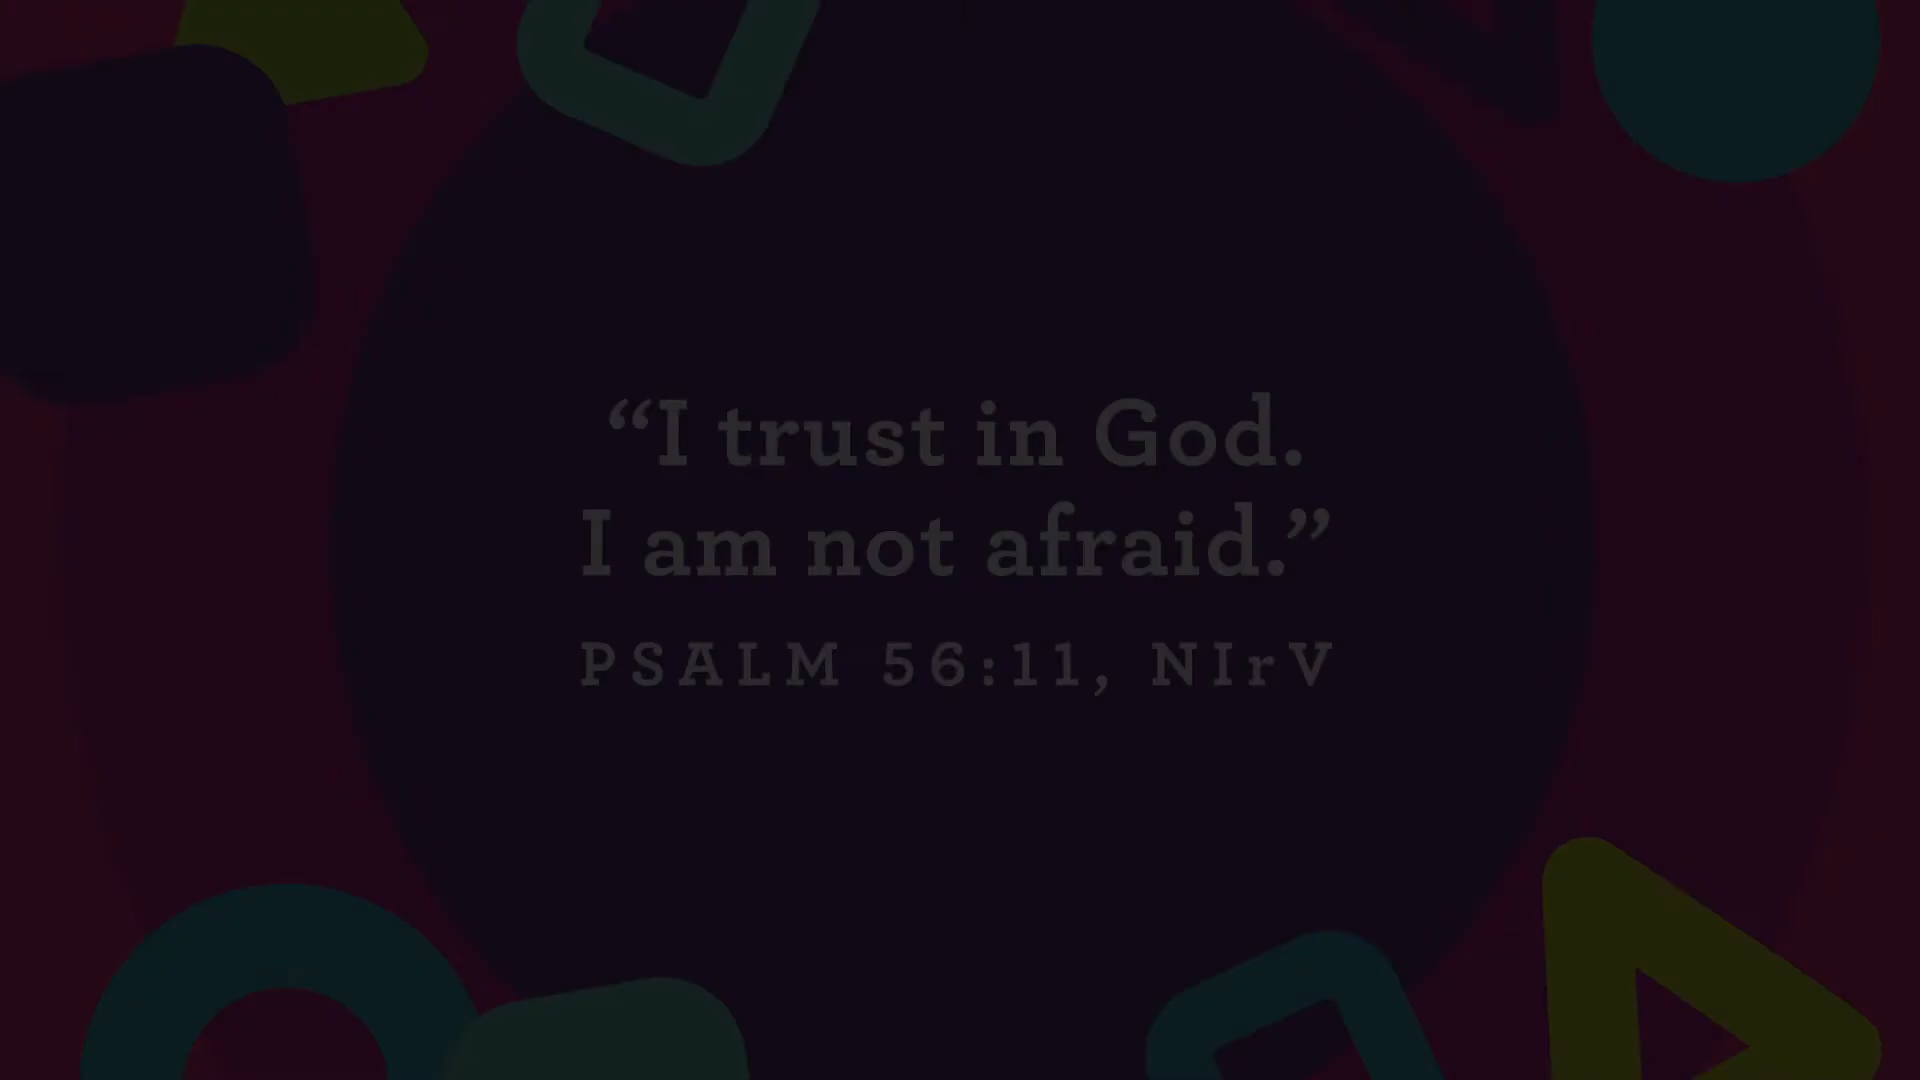 “I trust in God.
I am not afraid.”
PSALM 56:11, NIrV